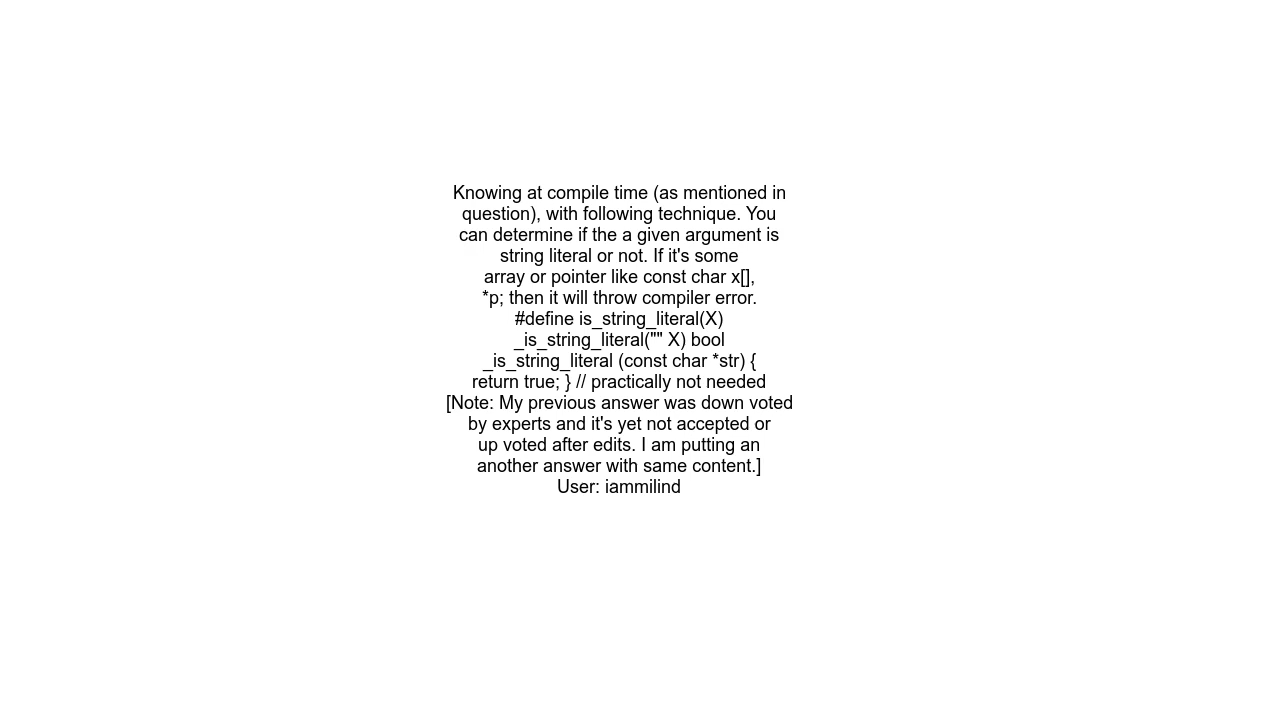 Knowing at compile time (as mentioned in
question), with following technique. You
can determine if the a given argument is
string literal or not. If it's some
array or pointer like const char x[],
*p; then it will throw compiler error.
#define is_string_literal(X)
_is_string_literal("" X) bool
_is_string_literal (const char *str) {
return true; } // practically not needed
[Note: My previous answer was down voted
by experts and it's yet not accepted or
up voted after edits. I am putting an
another answer with same content.]
User: iammilind